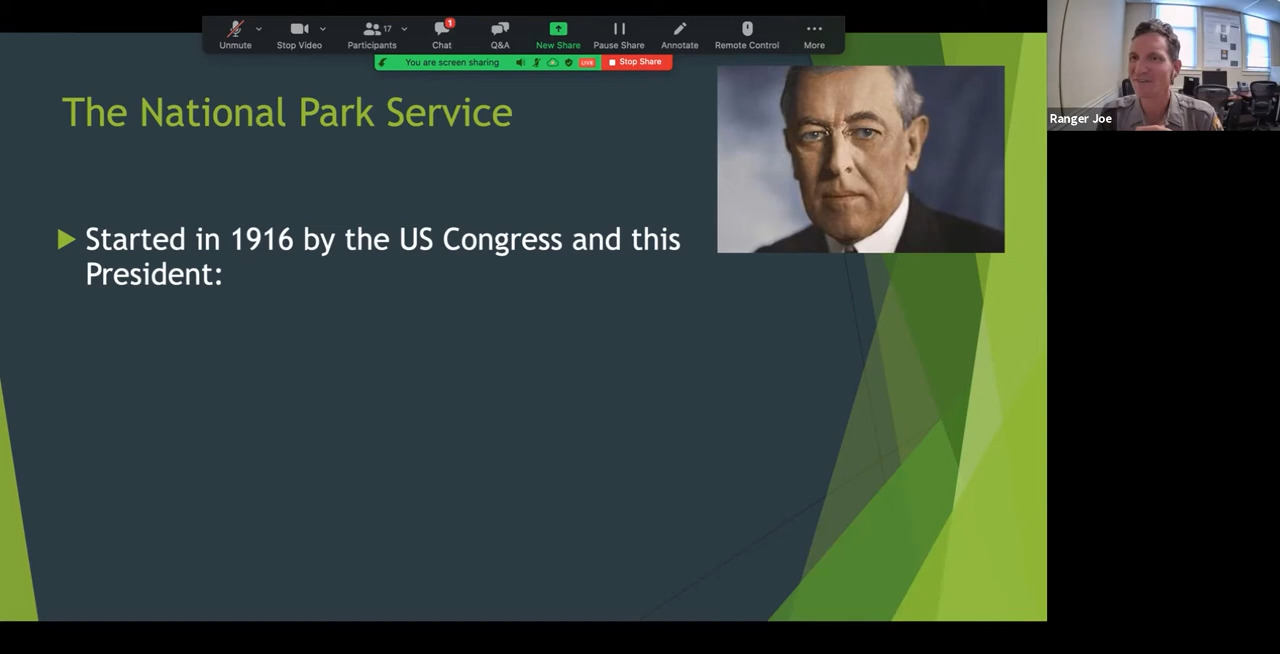 Unmute
Stop Video
Participants
17
Chat
1
Q&A
New Share
Pause Share
Annotate
Remote Control
More
You are screen sharing
LIVE
Stop Share
The National Park Service
Started in 1916 by the US Congress and this
President:
Ranger Joe